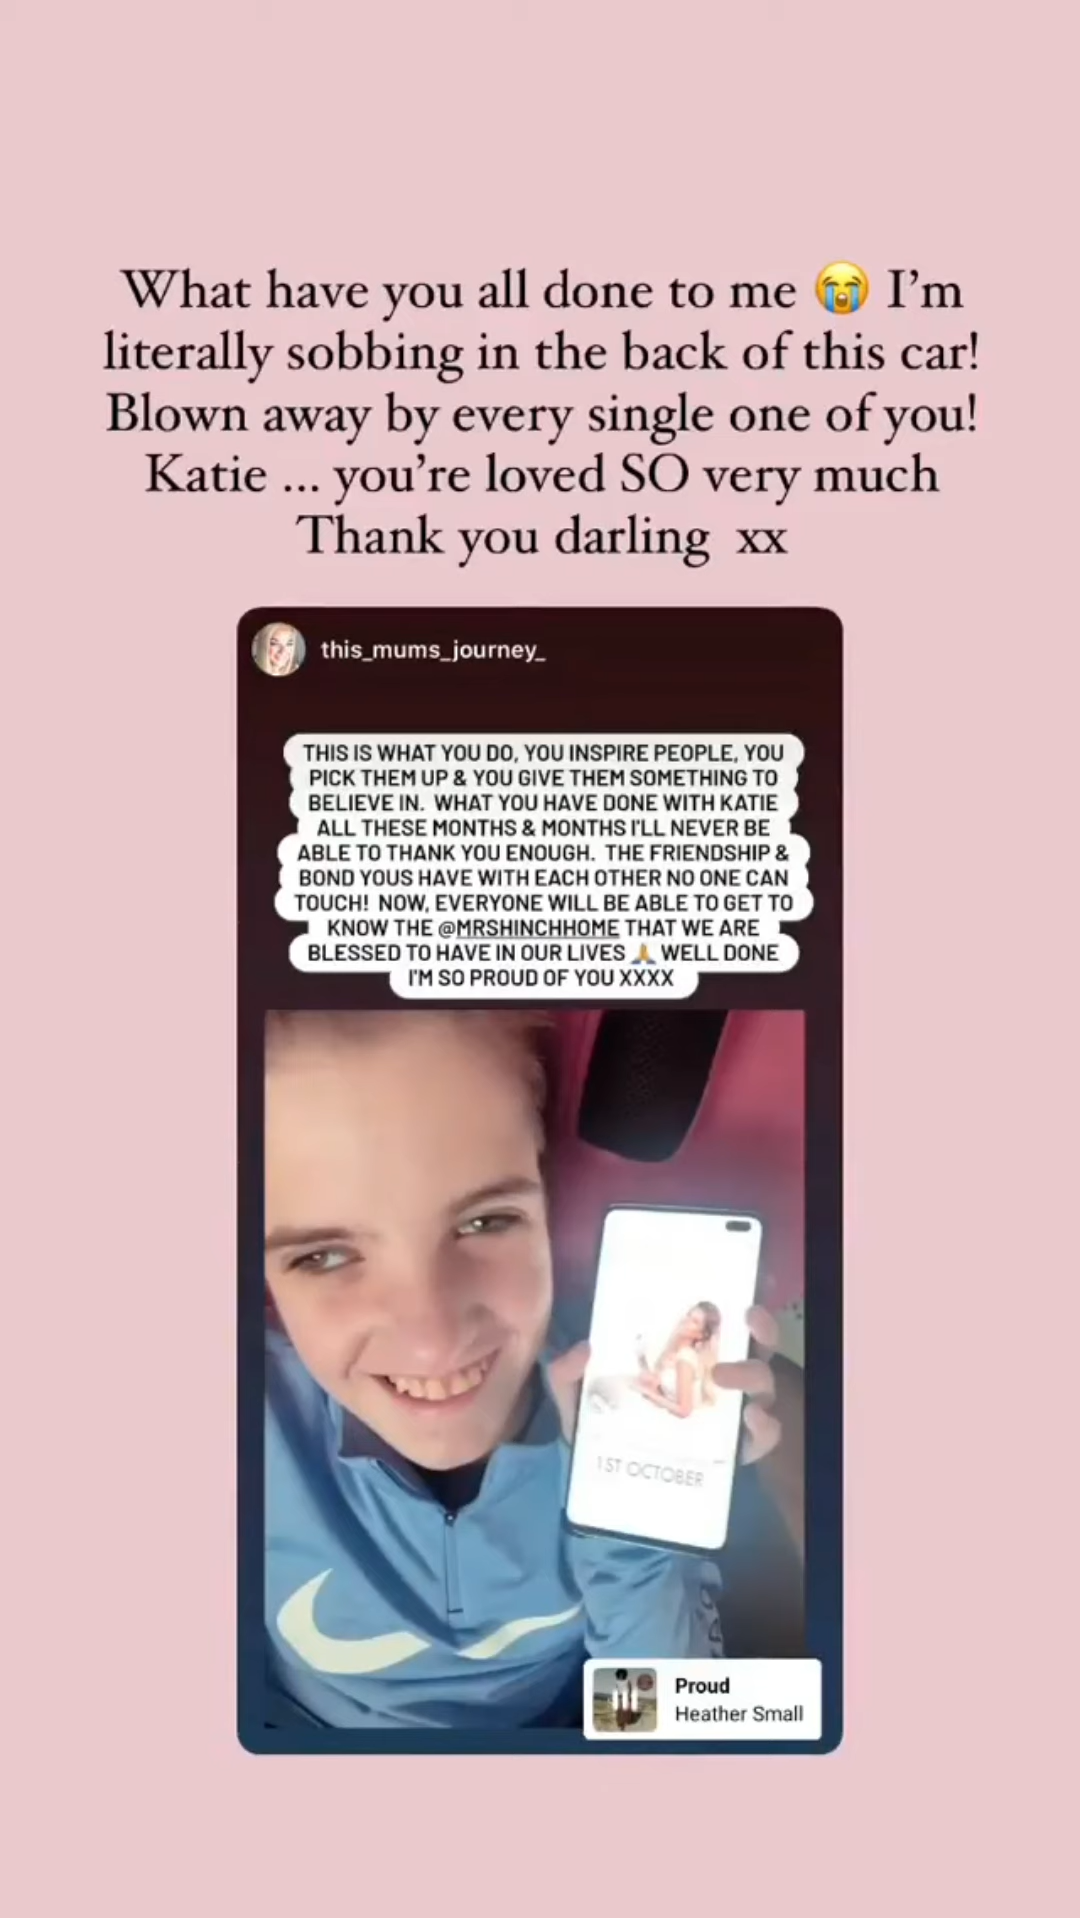 What have you all done to me 😭 I'm
literally sobbing in the back of this car!
Blown away by every single one of you!
Katie ... you're loved SO very much
Thank you darling xx
this_mums_journey_
THIS IS WHAT YOU DO, YOU INSPIRE PEOPLE, YOU
PICK THEM UP & YOU GIVE THEM SOMETHING TO
BELIEVE IN. WHAT YOU HAVE DONE WITH KATIE
ALL THESE MONTHS & MONTHS I'LL NEVER BE
ABLE TO THANK YOU ENOUGH. THE FRIENDSHIP &
BOND YOUS HAVE WITH EACH OTHER NO ONE CAN
TOUCH! NOW, EVERYONE WILL BE ABLE TO GET TO
KNOW THE @MRSHINCHHOME THAT WE ARE
BLESSED TO HAVE IN OUR LIVES 🙏 WELL DONE
I'M SO PROUD OF YOU XXXX
1ST OCTOBER
Proud
Heather Small